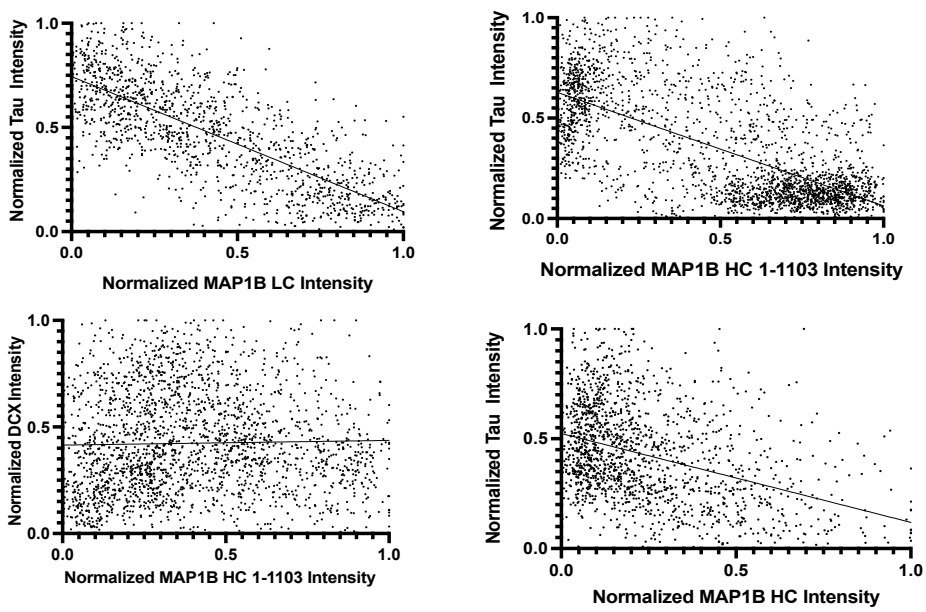 Normalized Tau Intensity
1.0
0.5
0.0
0.0 0.5 1.0
Normalized MAP1B LC Intensity
Normalized Tau Intensity
1.0
0.5
0.0
0.0 0.5 1.0
Normalized MAP1B HC 1-1103 Intensity
Normalized DCX Intensity
1.0
0.5
0.0
0.0 0.5 1.0
Normalized MAP1B HC 1-1103 Intensity
Normalized Tau Intensity
1.0
0.5
0.0
0.0 0.5 1.0
Normalized MAP1B HC Intensity